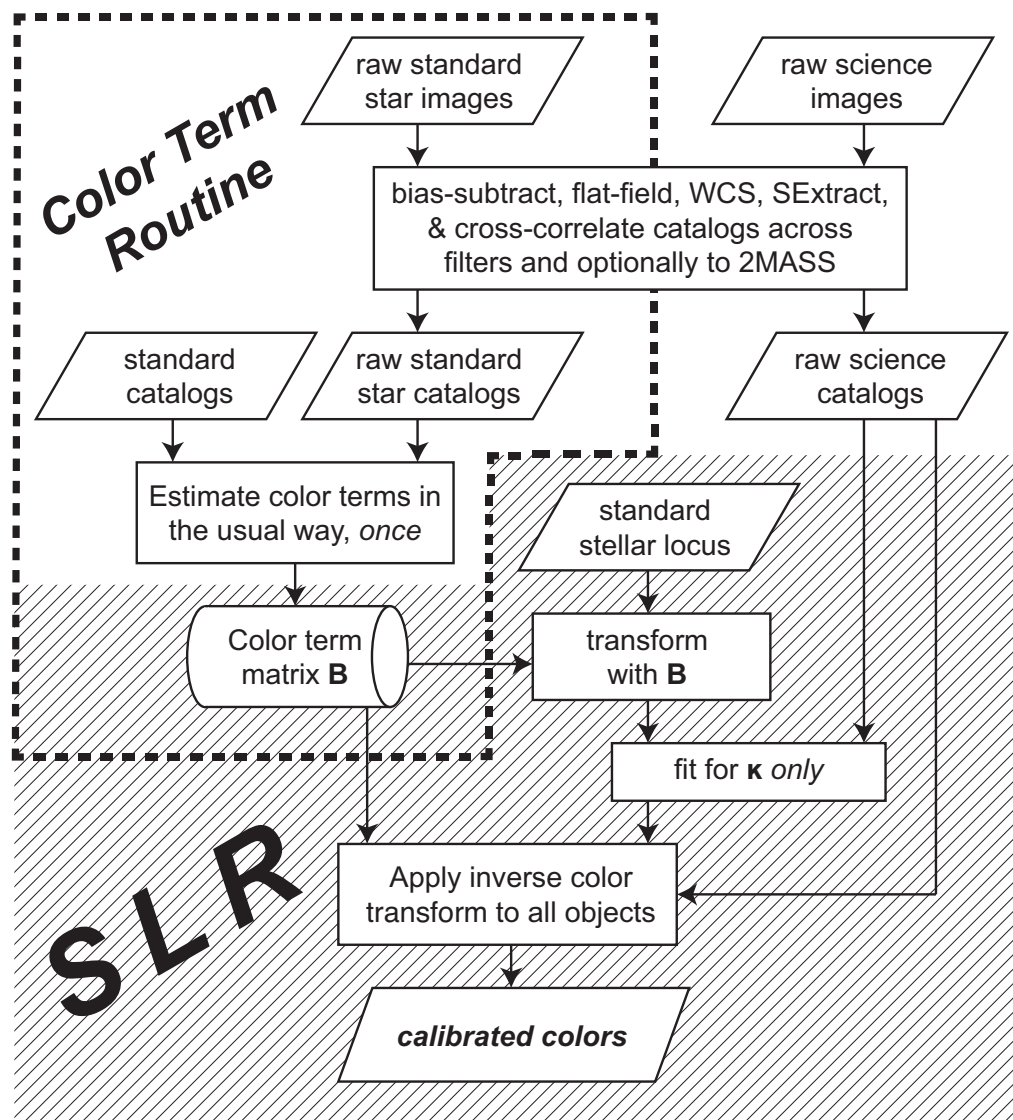 Color Term
Routine
raw standard
star images
raw science
images
bias-subtract, flat-field, WCS, SExtract,
& cross-correlate catalogs across
filters and optionally to 2MASS
standard
catalogs
raw standard
star catalogs
raw science
catalogs
Estimate color terms in
the usual way, once
standard
stellar locus
Color term
matrix B
transform
with B
fit for κ only
SLR
Apply inverse color
transform to all objects
calibrated colors